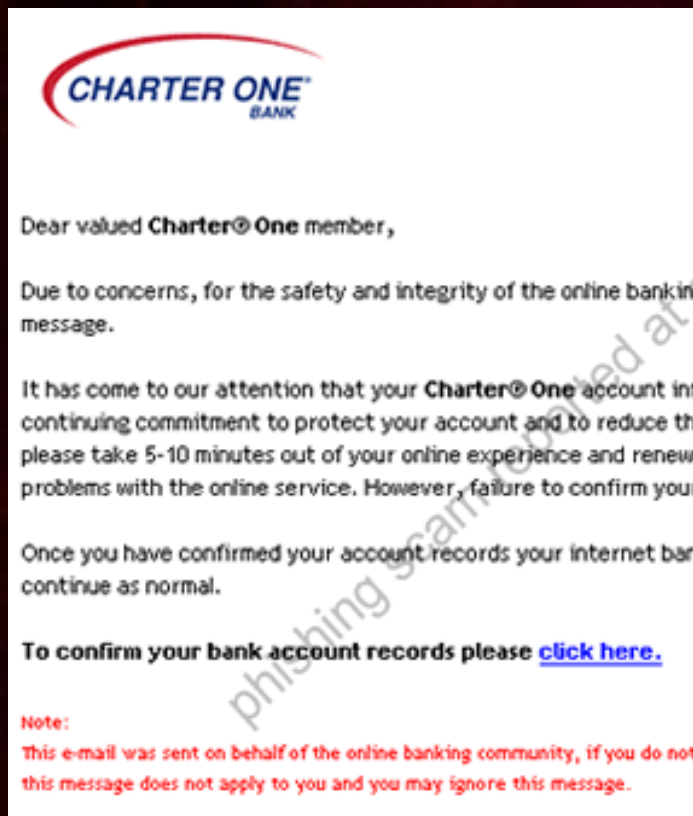 CHARTER ONE®
BANK
Dear valued Charter® One member,
Due to concerns, for the safety and integrity of the online bankin
message.
It has come to our attention that your Charter® One account in
continuing commitment to protect your account and to reduce th
please take 5-10 minutes out of your online experience and renew
problems with the online service. However, failure to confirm your
Once you have confirmed your account records your internet ban
continue as normal.
To confirm your bank account records please click here.
Note:
This e-mail was sent on behalf of the online banking community, if you do not
this message does not apply to you and you may ignore this message.
phishing scam reported at